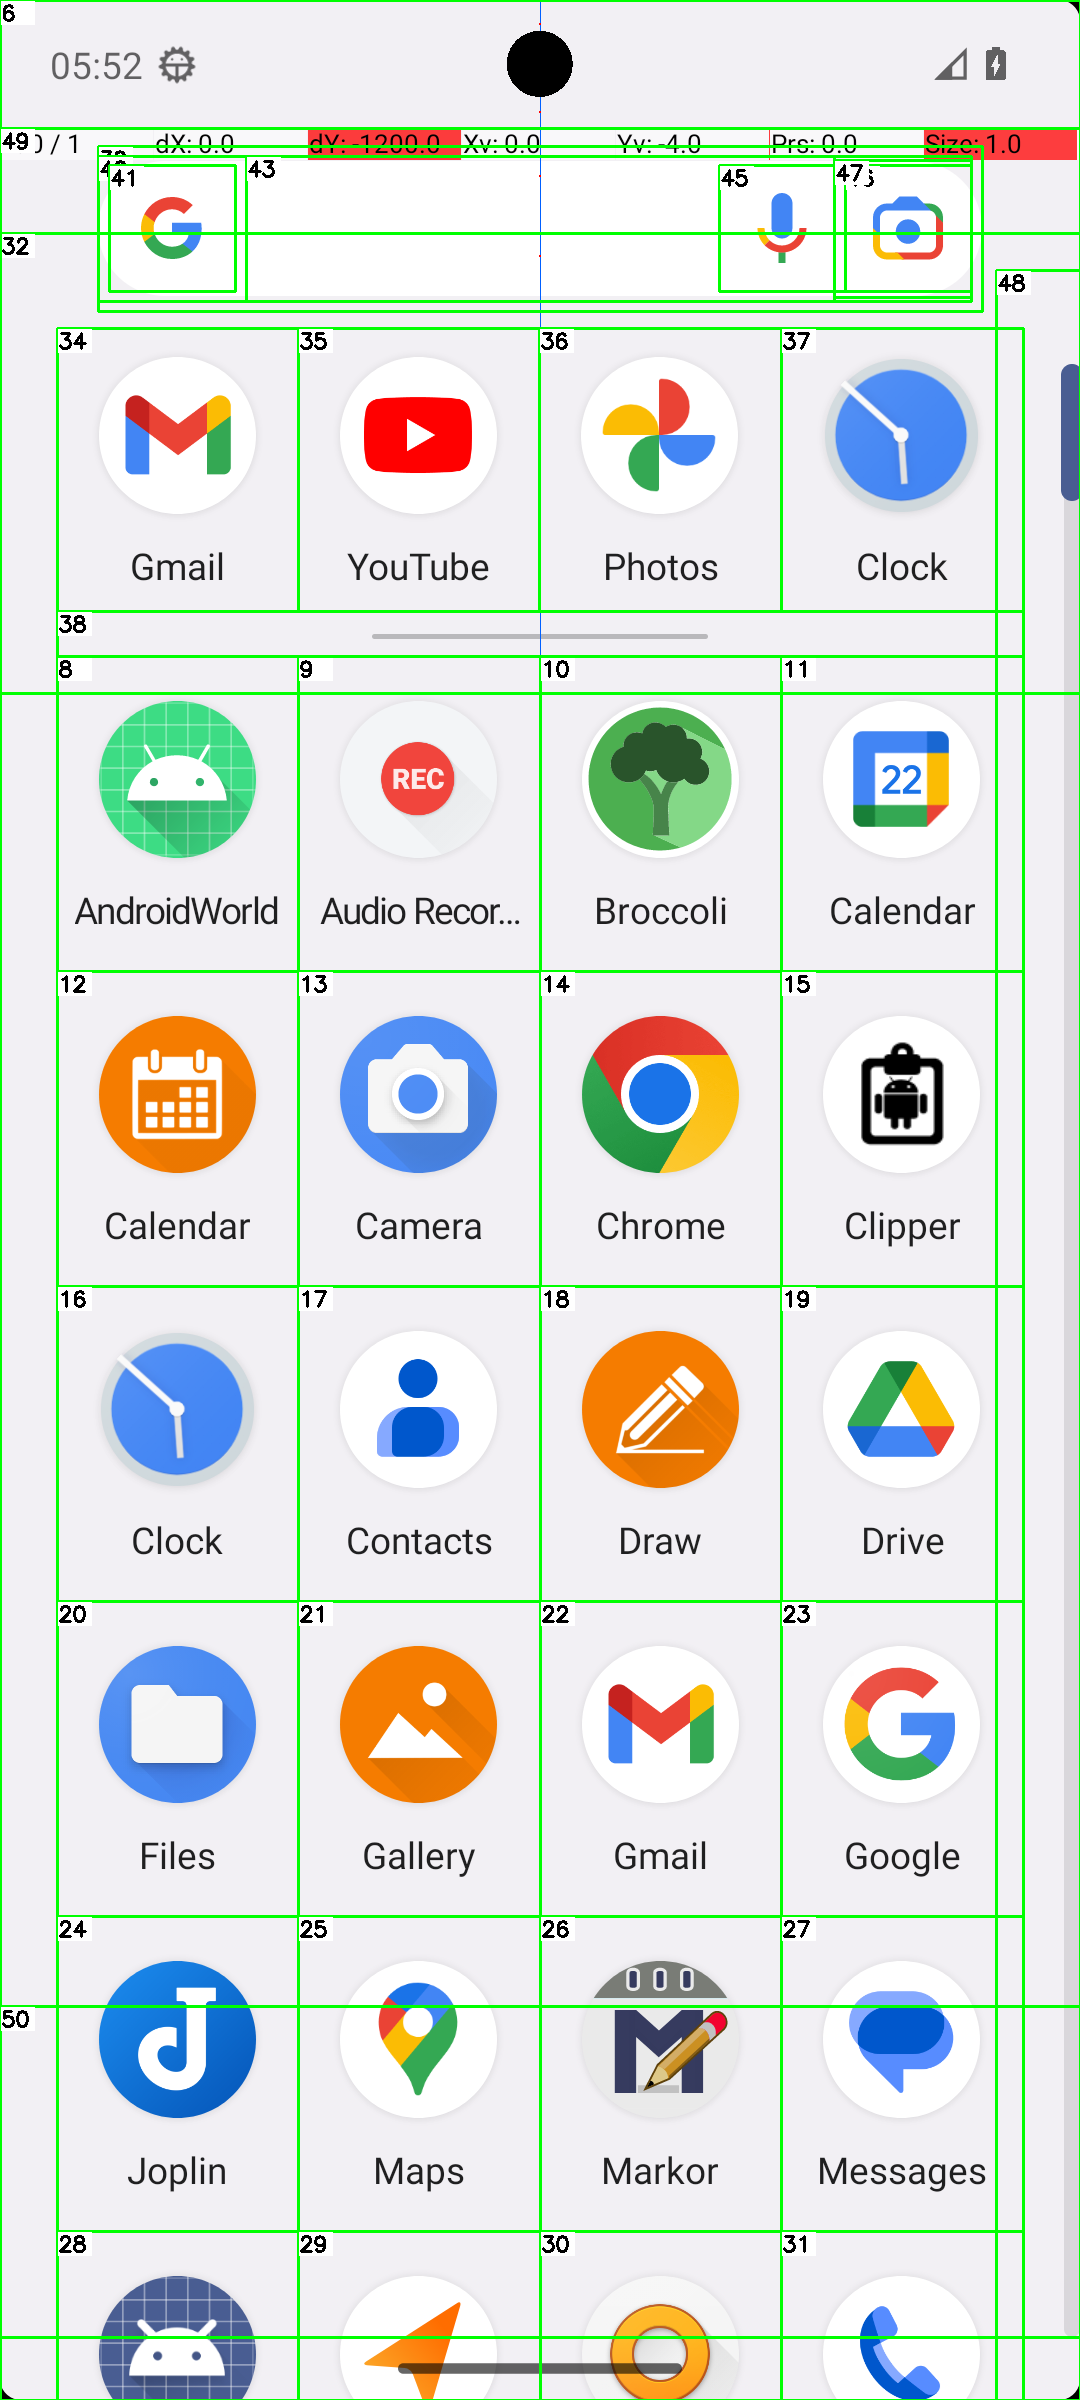 6
05:52
49
0 / 1 dX: 0.0 dY: -1200.0 Xv: 0.0 Yv: -4.0 Prs: 0.0 Size: 1.0
41 43 45 47
32
48
34 35 36 37
Gmail YouTube Photos Clock
38
8 9 10 11
REC 22
AndroidWorld Audio Recor... Broccoli Calendar
12 13 14 15
Calendar Camera Chrome Clipper
16 17 18 19
Clock Contacts Draw Drive
20 21 22 23
Files Gallery Gmail Google
24 25 26 27
50
Joplin Maps Markor Messages
28 29 30 31